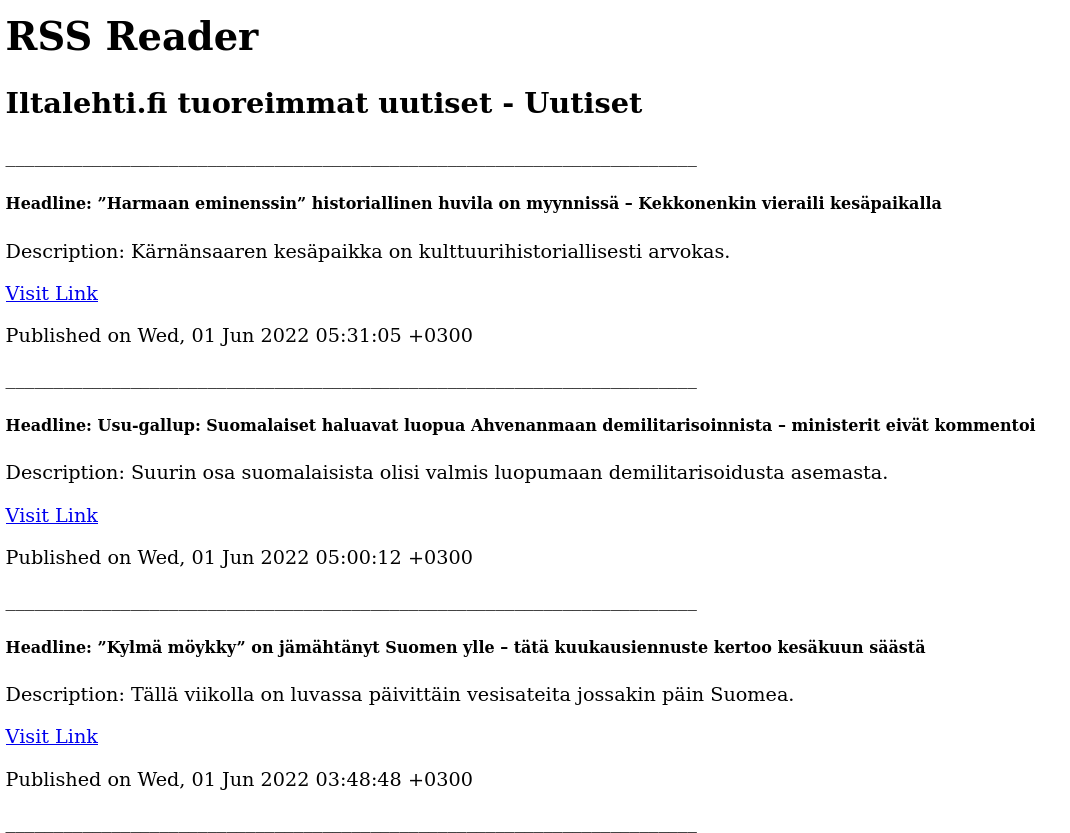 RSS Reader
Iltalehti.fi tuoreimmat uutiset - Uutiset
________________________________________________________________________
Headline: ”Harmaan eminenssin” historiallinen huvila on myynnissä – Kekkonenkin vieraili kesäpaikalla
Description: Kärnänsaaren kesäpaikka on kulttuurihistoriallisesti arvokas.
Visit Link
Published on Wed, 01 Jun 2022 05:31:05 +0300
________________________________________________________________________
Headline: Usu-gallup: Suomalaiset haluavat luopua Ahvenanmaan demilitarisoinnista – ministerit eivät kommentoi
Description: Suurin osa suomalaisista olisi valmis luopumaan demilitarisoidusta asemasta.
Visit Link
Published on Wed, 01 Jun 2022 05:00:12 +0300
________________________________________________________________________
Headline: ”Kylmä möykky” on jämähtänyt Suomen ylle – tätä kuukausiennuste kertoo kesäkuun säästä
Description: Tällä viikolla on luvassa päivittäin vesisateita jossakin päin Suomea.
Visit Link
Published on Wed, 01 Jun 2022 03:48:48 +0300
________________________________________________________________________